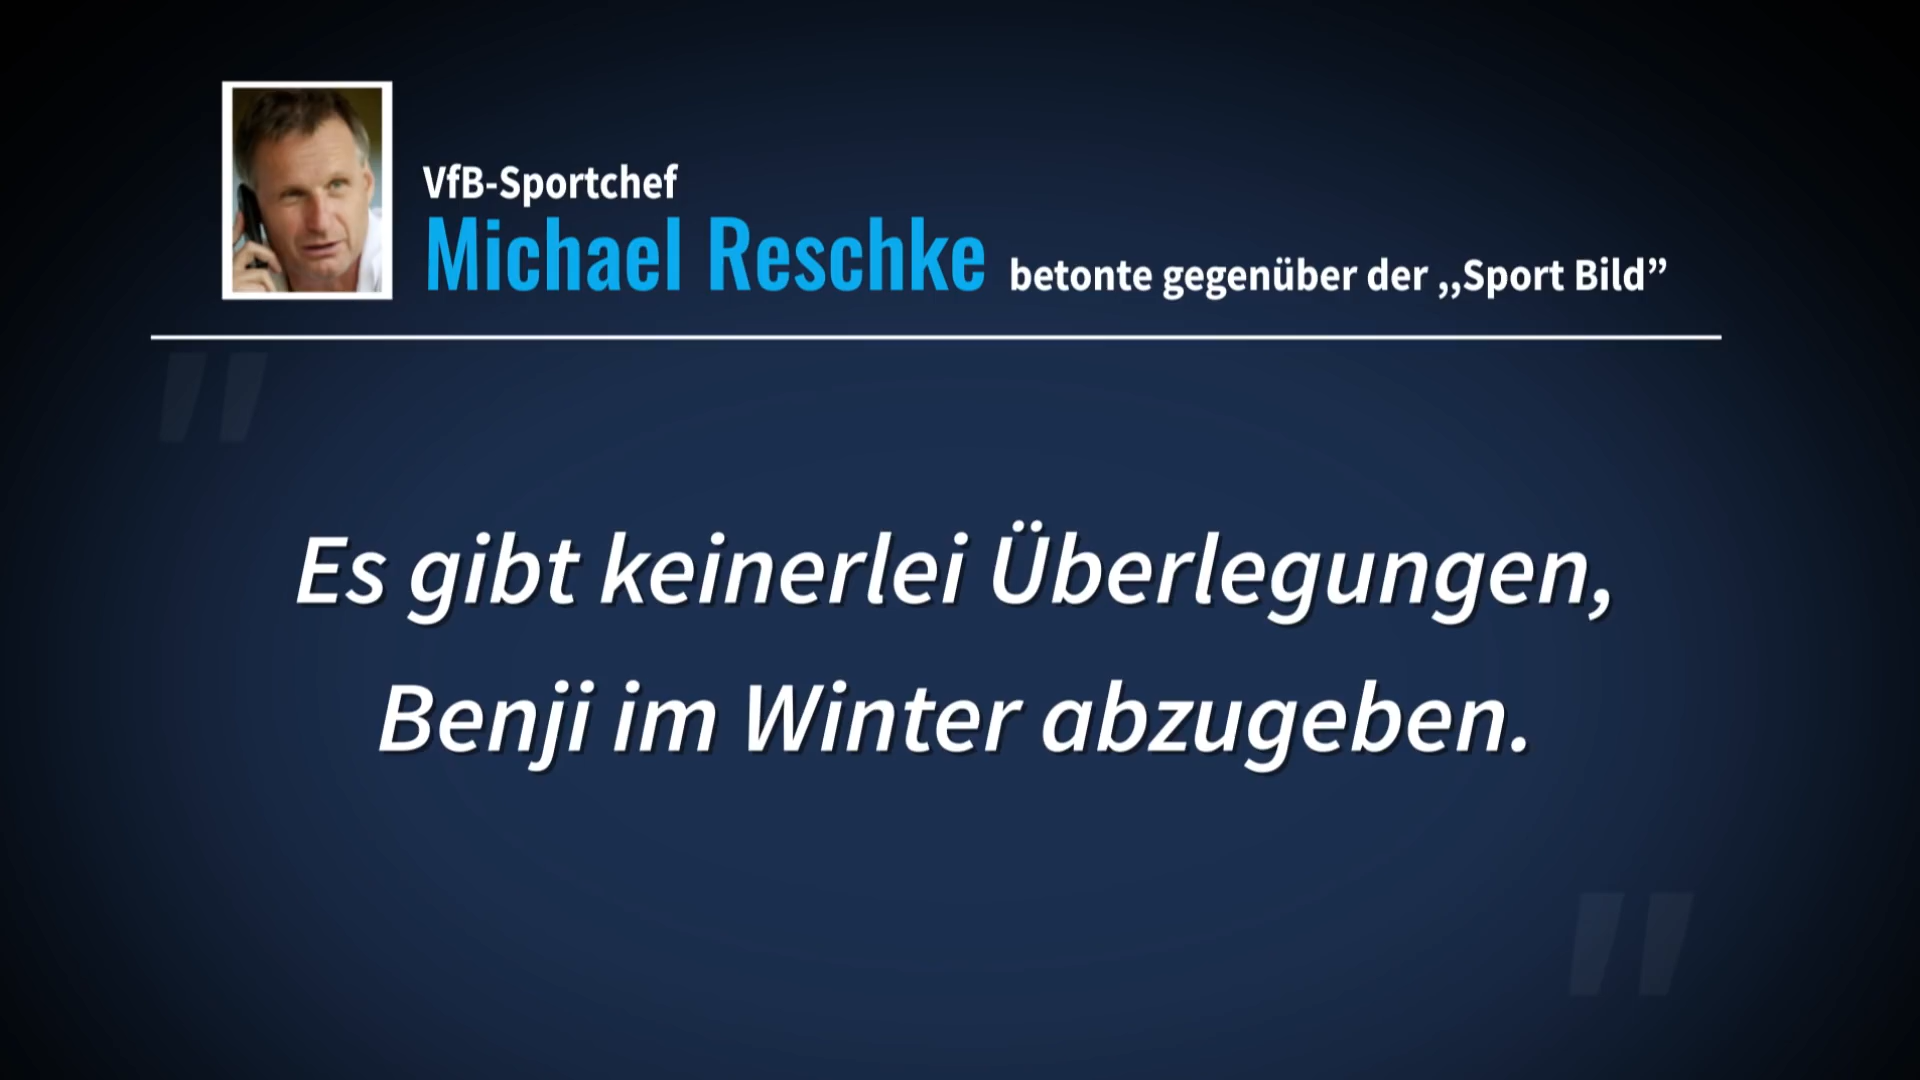 VfB-Sportchef
Michael Reschke betonte gegenüber der ,,Sport Bild”
"
Es gibt keinerlei Überlegungen,
Benji im Winter abzugeben.
"